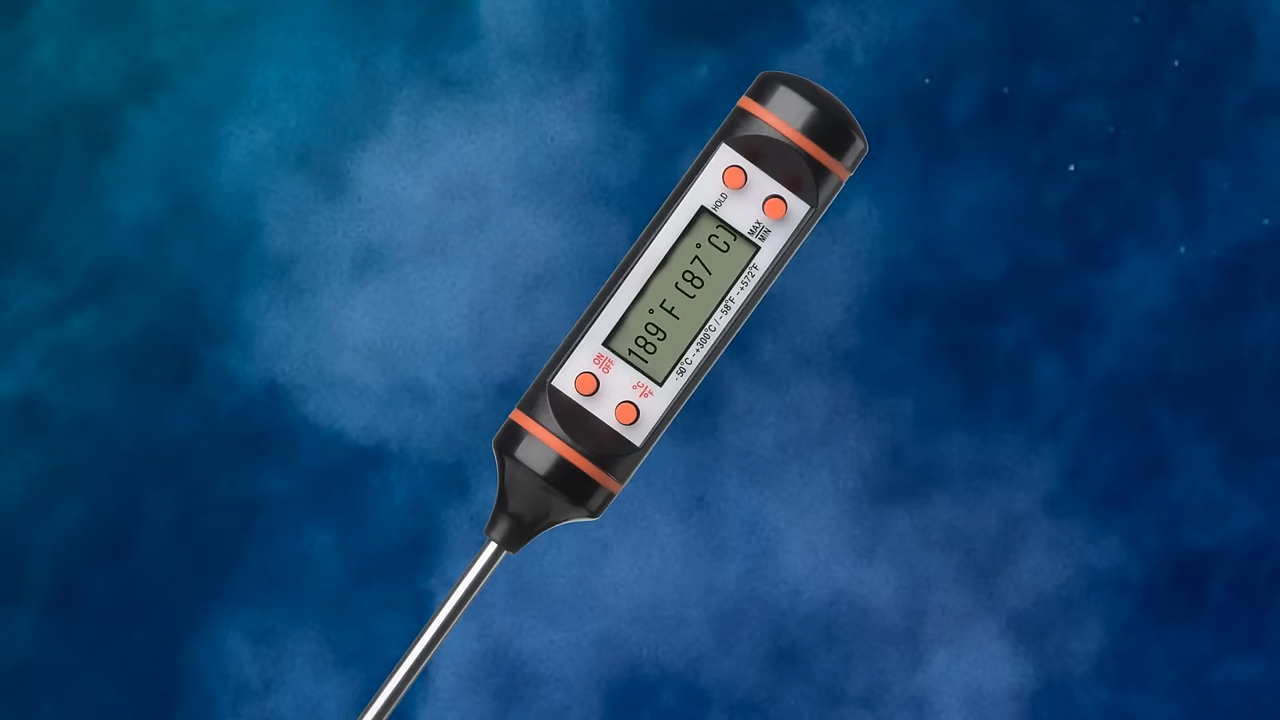 HOLD
MAX
MIN
189°F (87°C)
-50°C -+300°C / -58°F -+572°F
ON
OFF
°C
°F